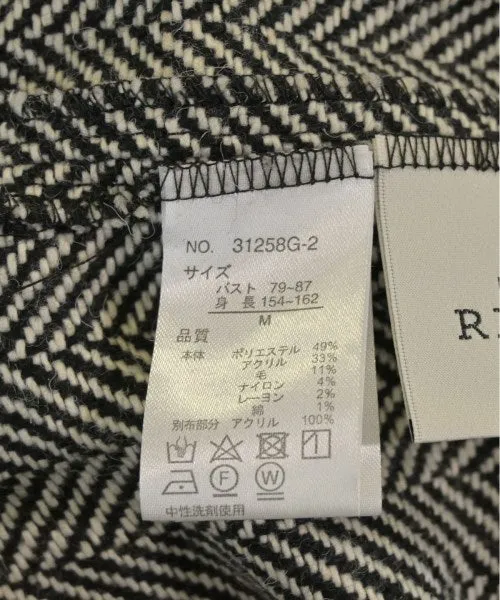 NO. 31258G-2
サイズ
バスト 79~87
身 長 154~162
M
品質
本体 ポリエステル 49%
アクリル 33%
毛 11%
ナイロン 4%
レーヨン 2%
綿 1%
別布部分 アクリル 100%
F W
中性洗剤使用
R